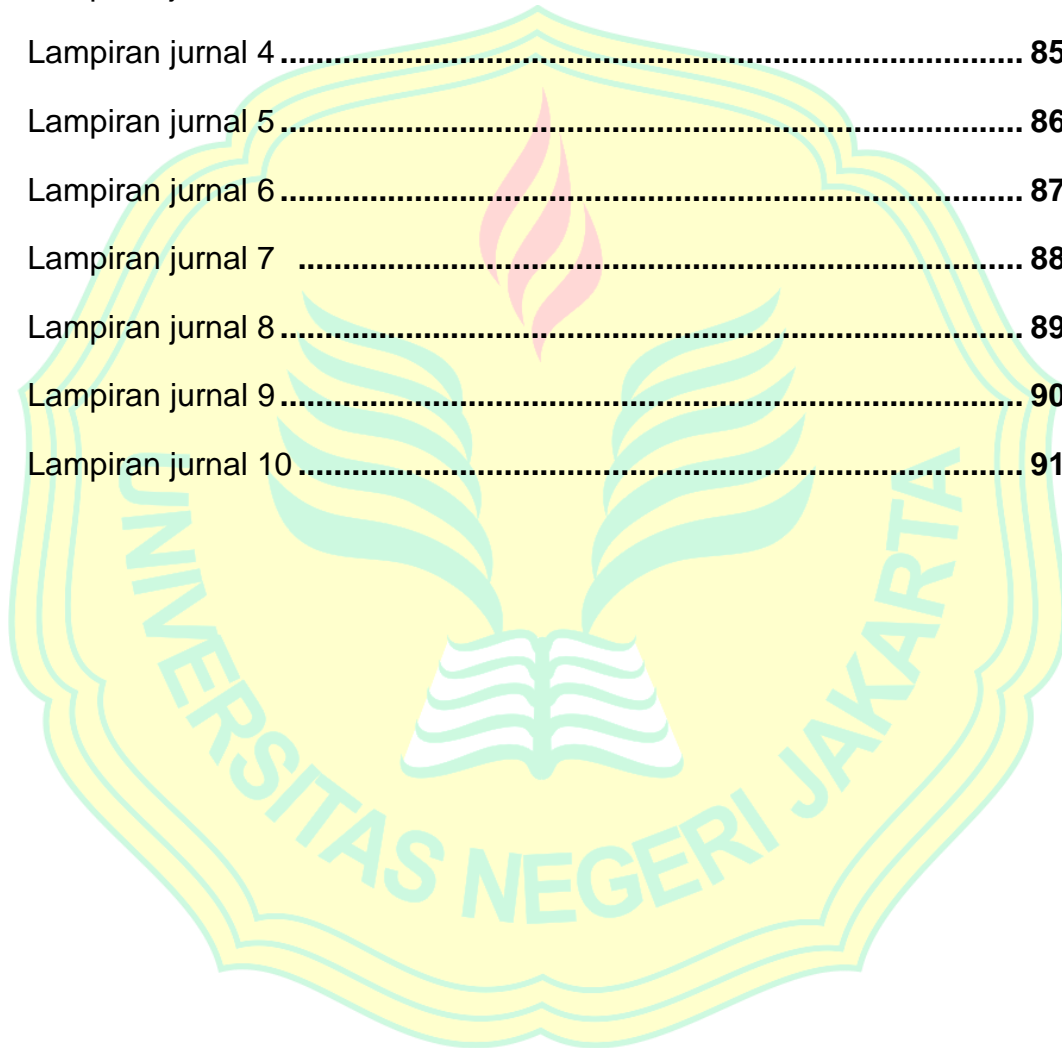 Lampiran jurnal 4 ........................................................................................ 85
Lampiran jurnal 5 ........................................................................................ 86
Lampiran jurnal 6 ........................................................................................ 87
Lampiran jurnal 7 ...................................................................................... 88
Lampiran jurnal 8 ........................................................................................ 89
Lampiran jurnal 9 ........................................................................................ 90
Lampiran jurnal 10 ...................................................................................... 91
UNIVERSITAS NEGERI JAKARTA